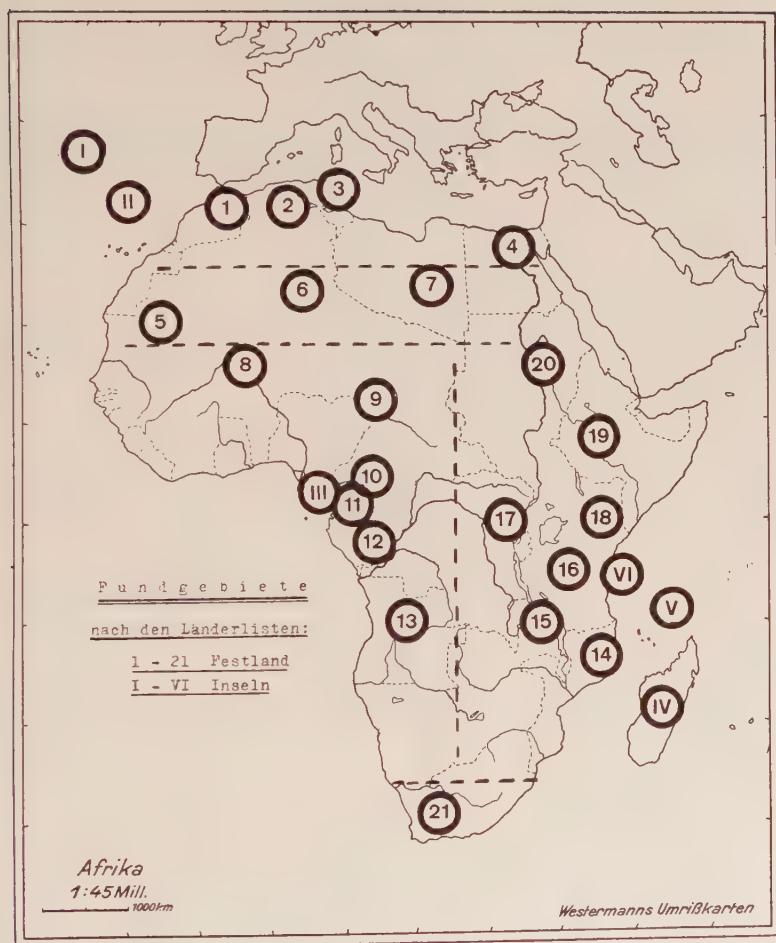 I
II
1
2
3
4
5
6
7
8
9
20
19
10
III
11
12
17
18
16
VI
V
13
15
14
IV
21
Fundgebiete
nach den Länderlisten:
1 - 21 Festland
I - VI Inseln
Afrika
1:45Mill.
1000km
Westermanns Umrißkarten